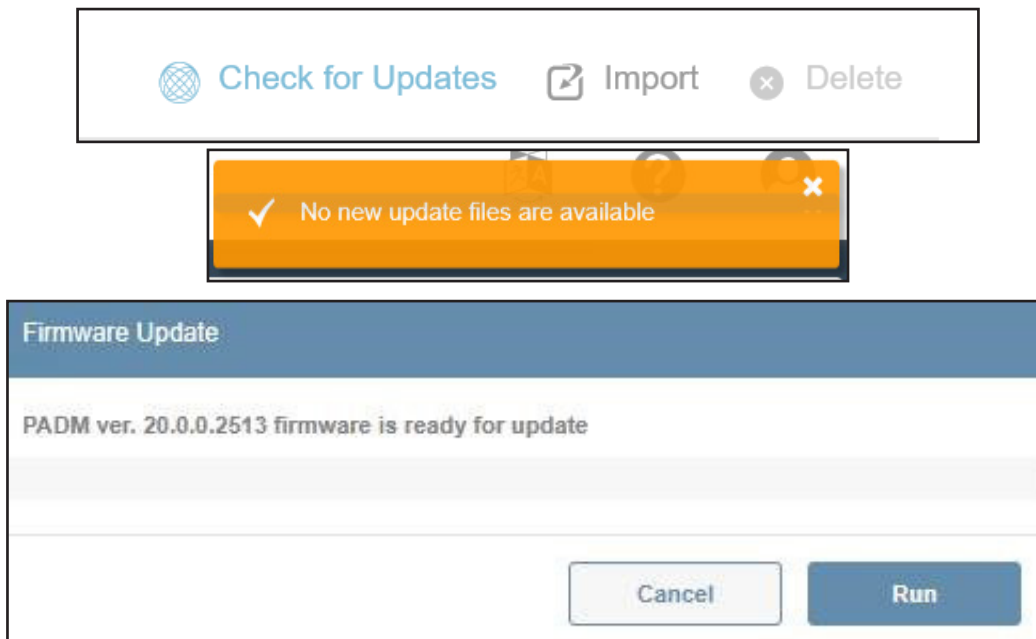 Check for Updates Import Delete
No new update files are available
Firmware Update
PADM ver. 20.0.0.2513 firmware is ready for update
Cancel Run